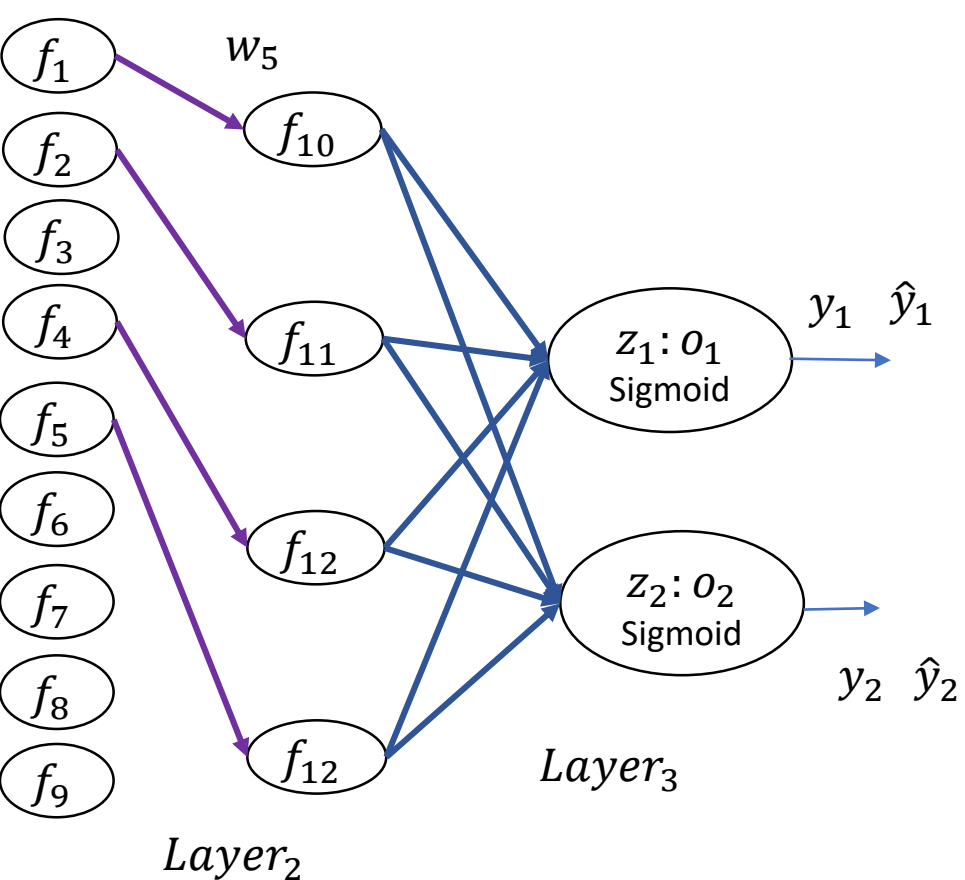 f₁
f₂
f₃
f₄
f₅
f₆
f₇
f₈
f₉
w₅
f₁₀
f₁₁
f₁₂
f₁₂
Layer₂
z₁: o₁
Sigmoid
z₂: o₂
Sigmoid
Layer₃
y₁ ŷ₁
y₂ ŷ₂